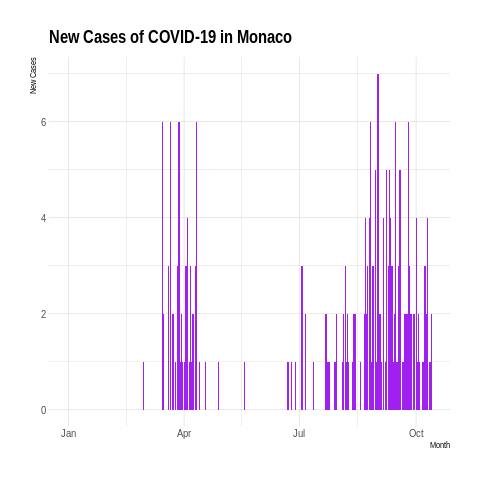 New Cases of COVID-19 in Monaco
New Cases
6
4
2
0
Jan Apr Jul Oct
Month